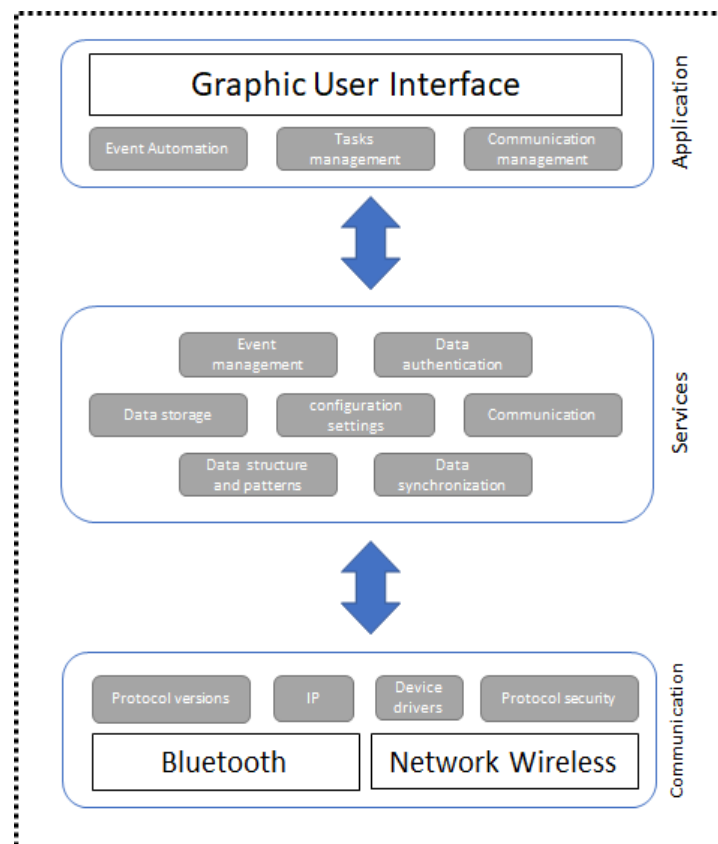 Graphic User Interface
Event Automation
Tasks
management
Communication
management
Application
Event
management
Data
authentication
Data storage
configuration
settings
Communication
Data structure
and patterns
Data
synchronization
Services
Protocol versions
IP
Device
drivers
Protocol security
Bluetooth
Network Wireless
Communication